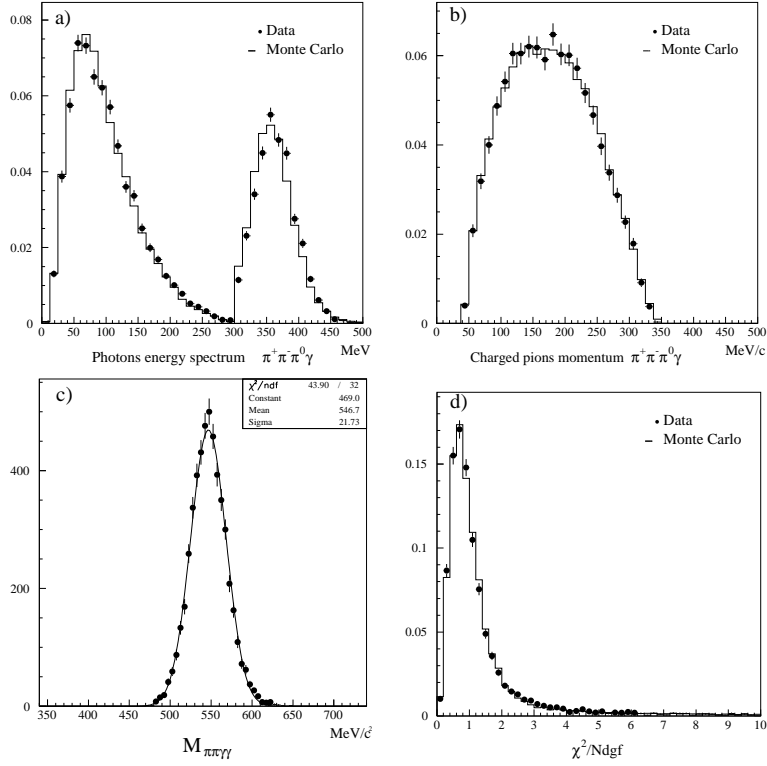 a)
Data
Monte Carlo
0.08
0.06
0.04
0.02
0
0 50 100 150 200 250 300 350 400 450 500
MeV
Photons energy spectrum π⁺π⁻π⁰γ
b)
Data
Monte Carlo
0.06
0.04
0.02
0
0 50 100 150 200 250 300 350 400 450 500
MeV/c
Charged pions momentum π⁺π⁻π⁰γ
c)
χ²/ndf 43.90 / 32
Constant 469.0
Mean 546.7
Sigma 21.73
400
200
0
350 400 450 500 550 600 650 700
MeV/c²
M ππγγ
d)
Data
Monte Carlo
0.15
0.1
0.05
0
0 1 2 3 4 5 6 7 8 9 10
χ²/Ndgf